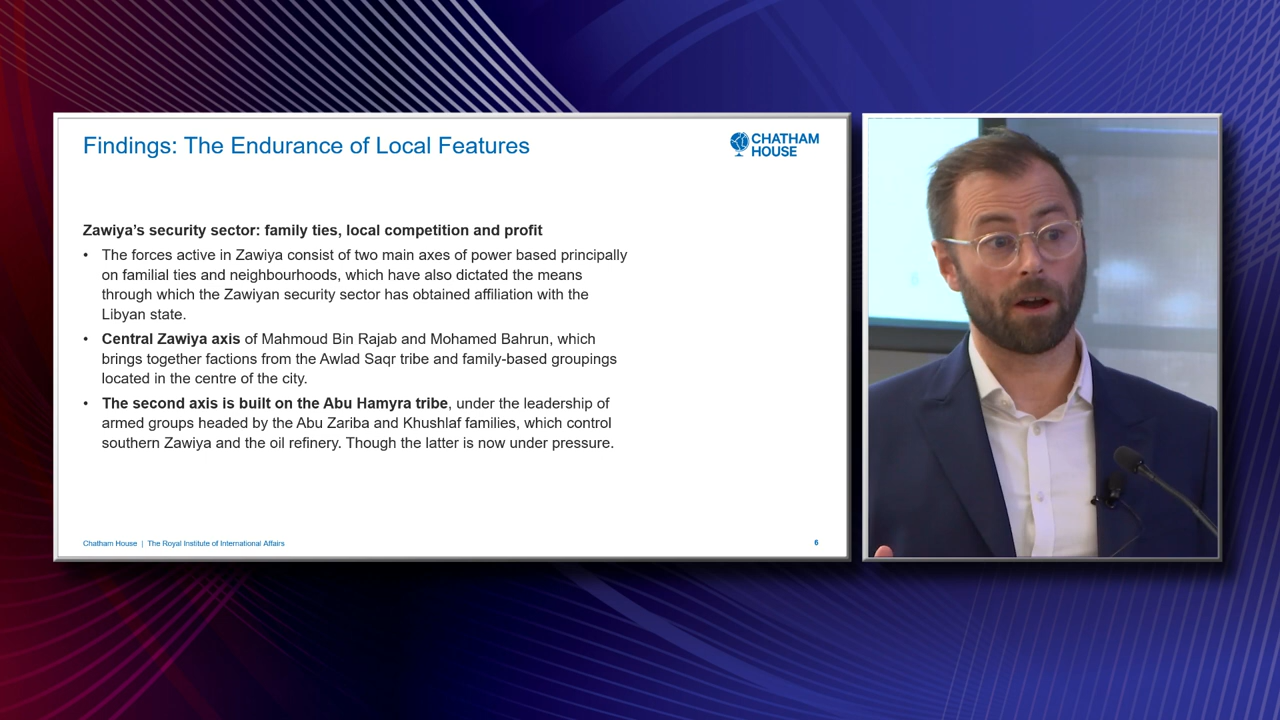 Findings: The Endurance of Local Features
CHATHAM
HOUSE
Zawiya’s security sector: family ties, local competition and profit
• The forces active in Zawiya consist of two main axes of power based principally
on familial ties and neighbourhoods, which have also dictated the means
through which the Zawiyan security sector has obtained affiliation with the
Libyan state.
• Central Zawiya axis of Mahmoud Bin Rajab and Mohamed Bahrun, which
brings together factions from the Awlad Saqr tribe and family-based groupings
located in the centre of the city.
• The second axis is built on the Abu Hamyra tribe, under the leadership of
armed groups headed by the Abu Zariba and Khushlaf families, which control
southern Zawiya and the oil refinery. Though the latter is now under pressure.
Chatham House | The Royal Institute of International Affairs
6